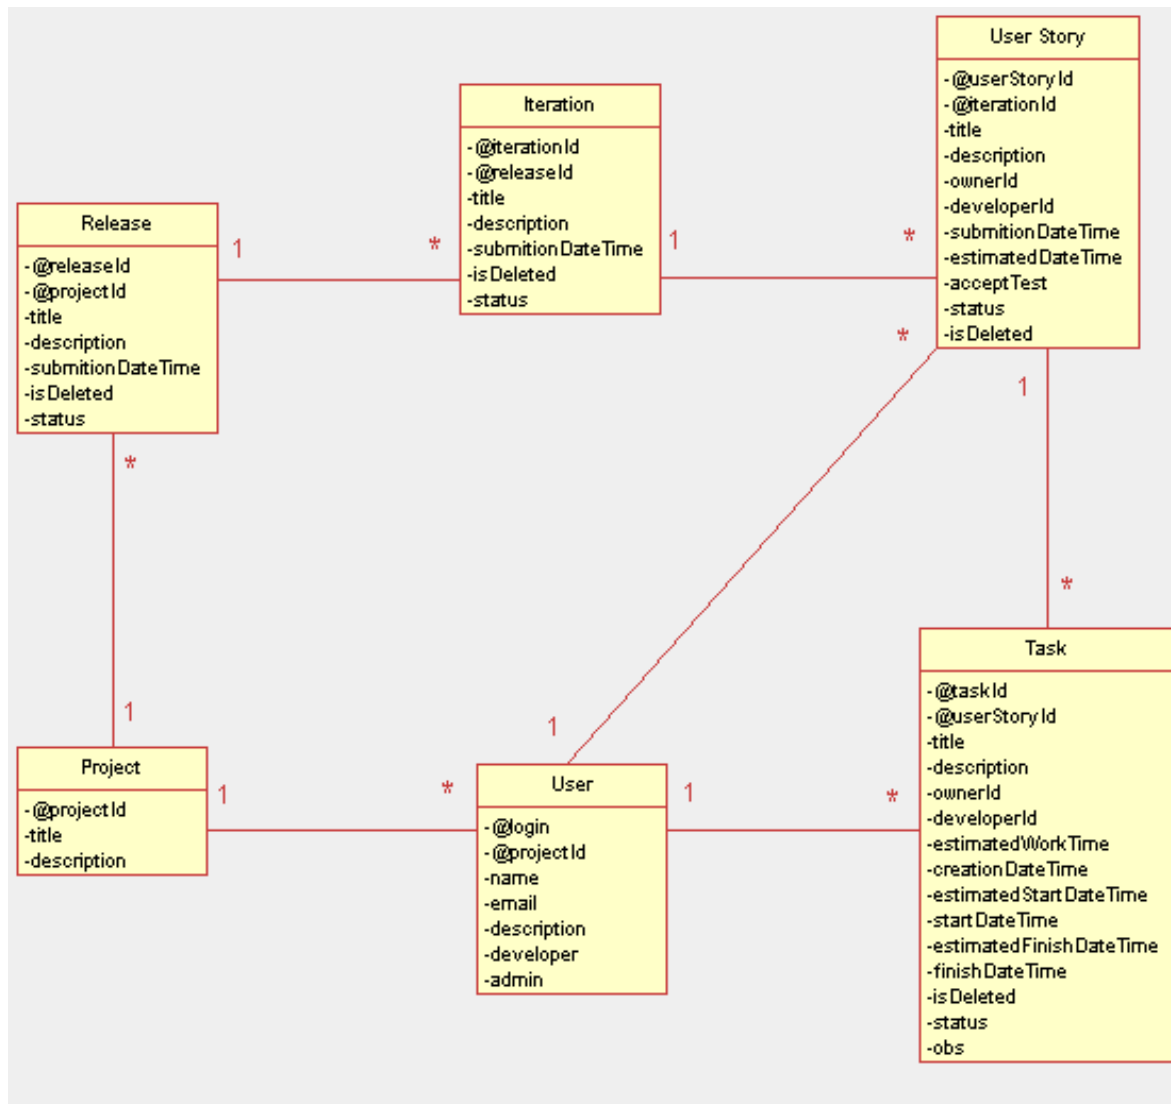 User Story
-@userStoryId
-@iterationId
-title
-description
-ownerId
-developerId
-submitionDateTime
-estimatedDateTime
-acceptTest
-status
-isDeleted
Iteration
-@iterationId
-@releaseId
-title
-description
-submitionDateTime
-isDeleted
-status
Release
-@releaseId
-@projectId
-title
-description
-submitionDateTime
-isDeleted
-status
1
*
1
*
*
*
1
*
1
1
Task
-@taskId
-@userStoryId
-title
-description
-ownerId
-developerId
-estimatedWorkTime
-creationDateTime
-estimatedStartDateTime
-startDateTime
-estimatedFinishDateTime
-finishDateTime
-isDeleted
-status
-obs
Project
-@projectId
-title
-description
1
*
User
-@login
-@projectId
-name
-email
-description
-developer
-admin
1
*